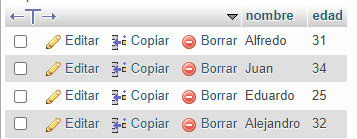 nombre edad
Editar Copiar Borrar Alfredo 31
Editar Copiar Borrar Juan 34
Editar Copiar Borrar Eduardo 25
Editar Copiar Borrar Alejandro 32